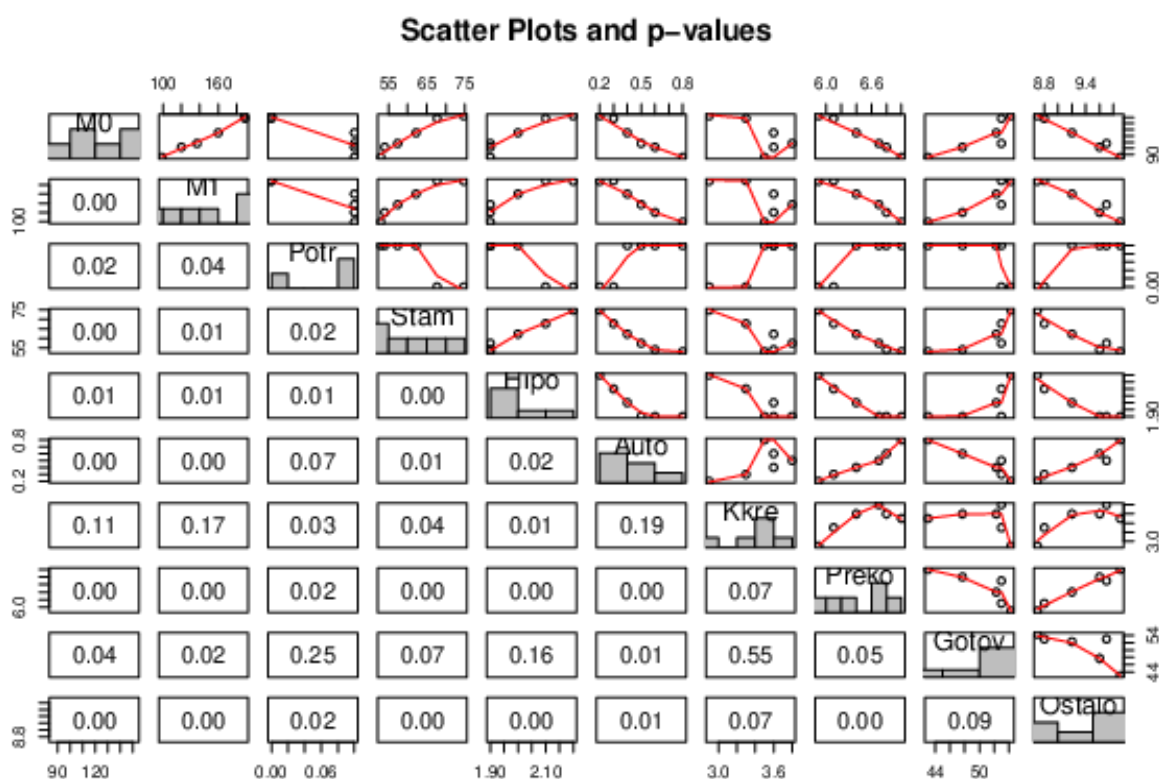 Scatter Plots and p-values
100 160 55 65 75 0.2 0.5 0.8 6.0 6.6 8.8 9.4
M0 90
100 0.00 M1
0.02 0.04 Potr 0.00
55 75 0.00 0.01 0.02 Stam
0.01 0.01 0.01 0.00 Hipo 1.90
0.2 0.8 0.00 0.00 0.07 0.01 0.02 Auto
0.11 0.17 0.03 0.04 0.01 0.19 Kkre 3.0
6.0 0.00 0.00 0.02 0.00 0.00 0.00 0.07 Preko
0.04 0.02 0.25 0.07 0.16 0.01 0.55 0.05 Gotov 44 54
8.8 0.00 0.00 0.02 0.00 0.00 0.01 0.07 0.00 0.09 Ostalo
90 120 0.00 0.06 1.90 2.10 3.0 3.6 44 50